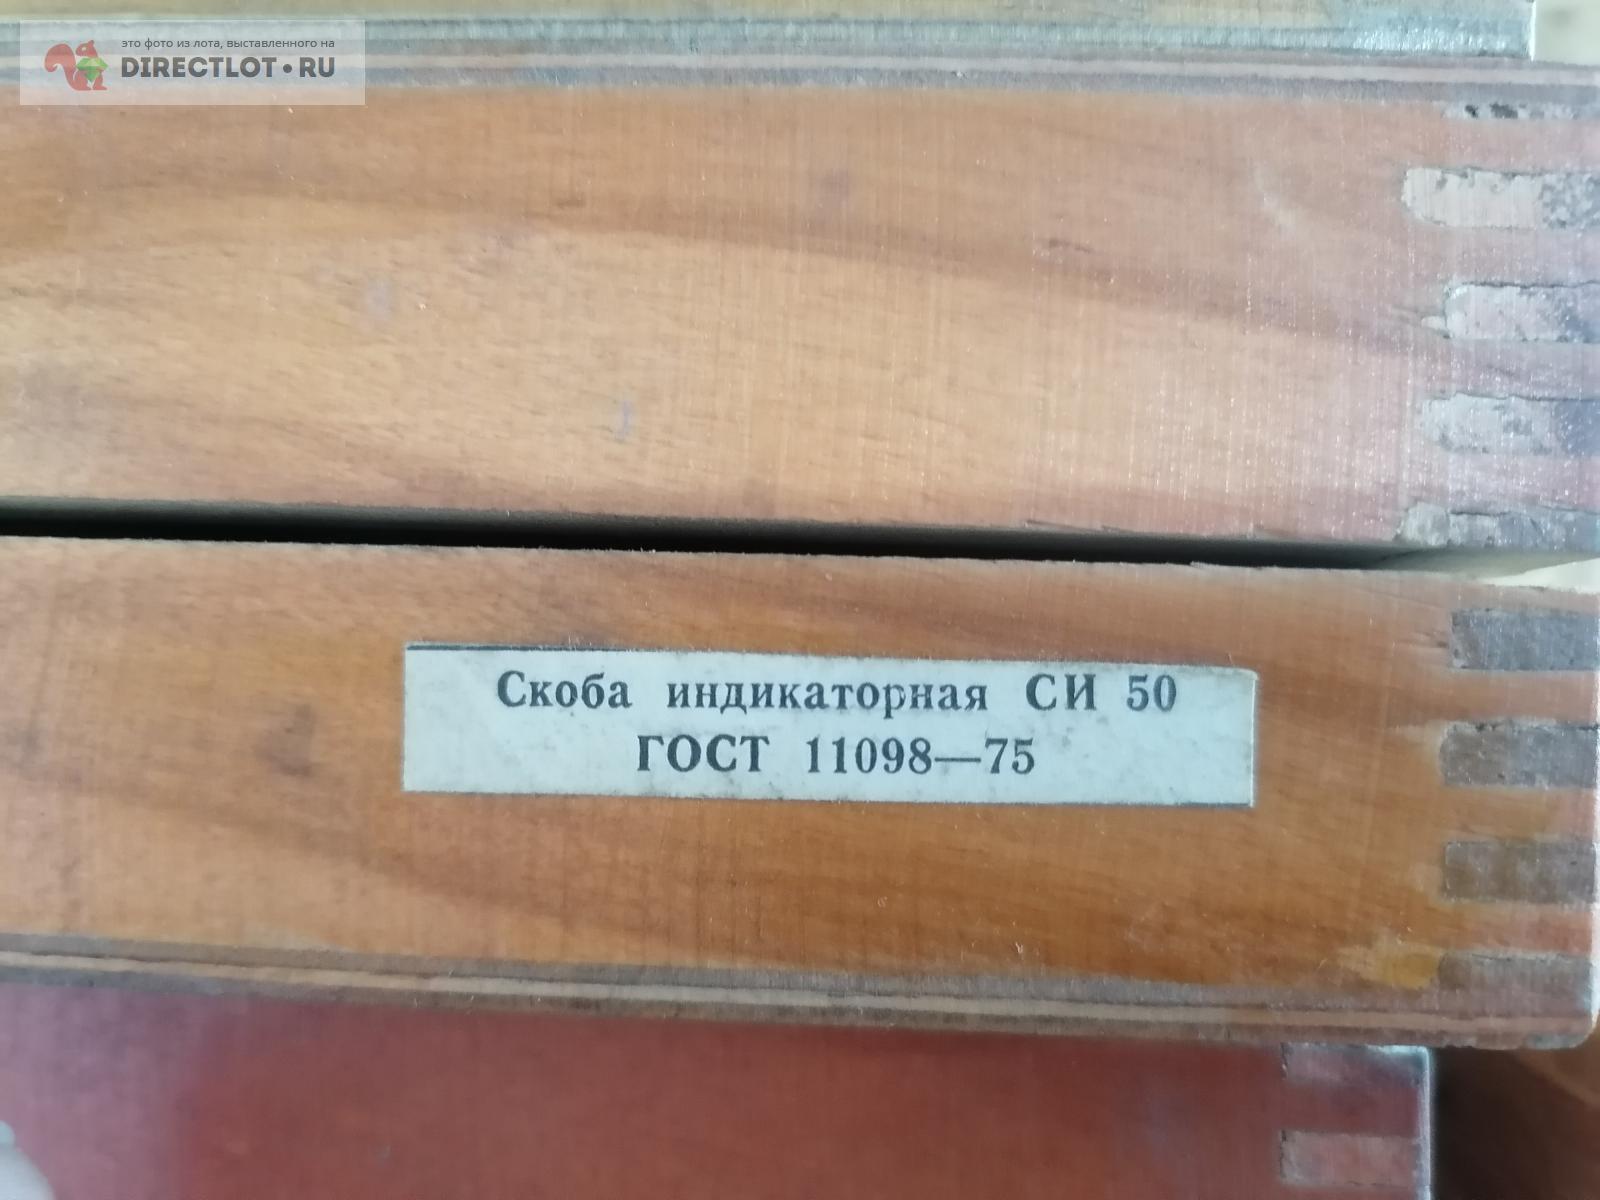 это фото из лота, выставленного на
DIRECTLOT•RU
Скоба индикаторная СИ 50
ГОСТ 11098—75